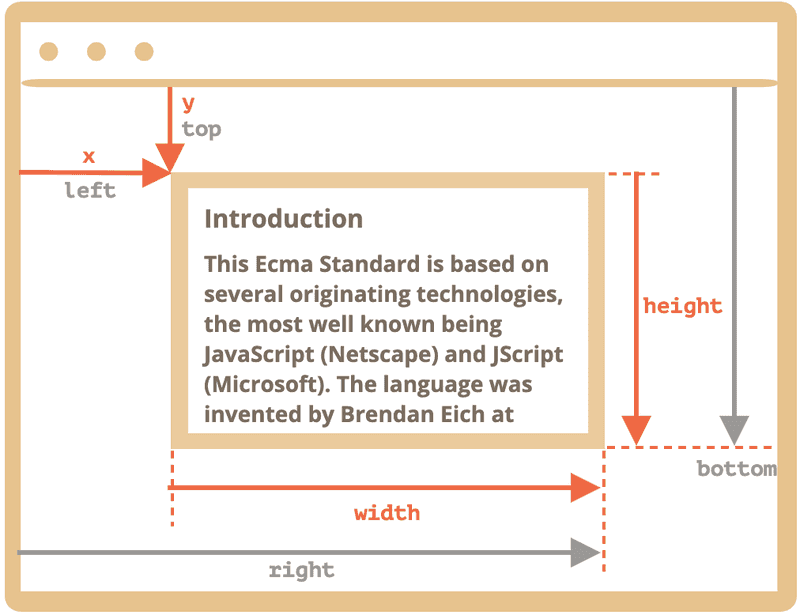 y
top
x
left
Introduction
This Ecma Standard is based on
several originating technologies,
the most well known being
JavaScript (Netscape) and JScript
(Microsoft). The language was
invented by Brendan Eich at
height
bottom
width
right